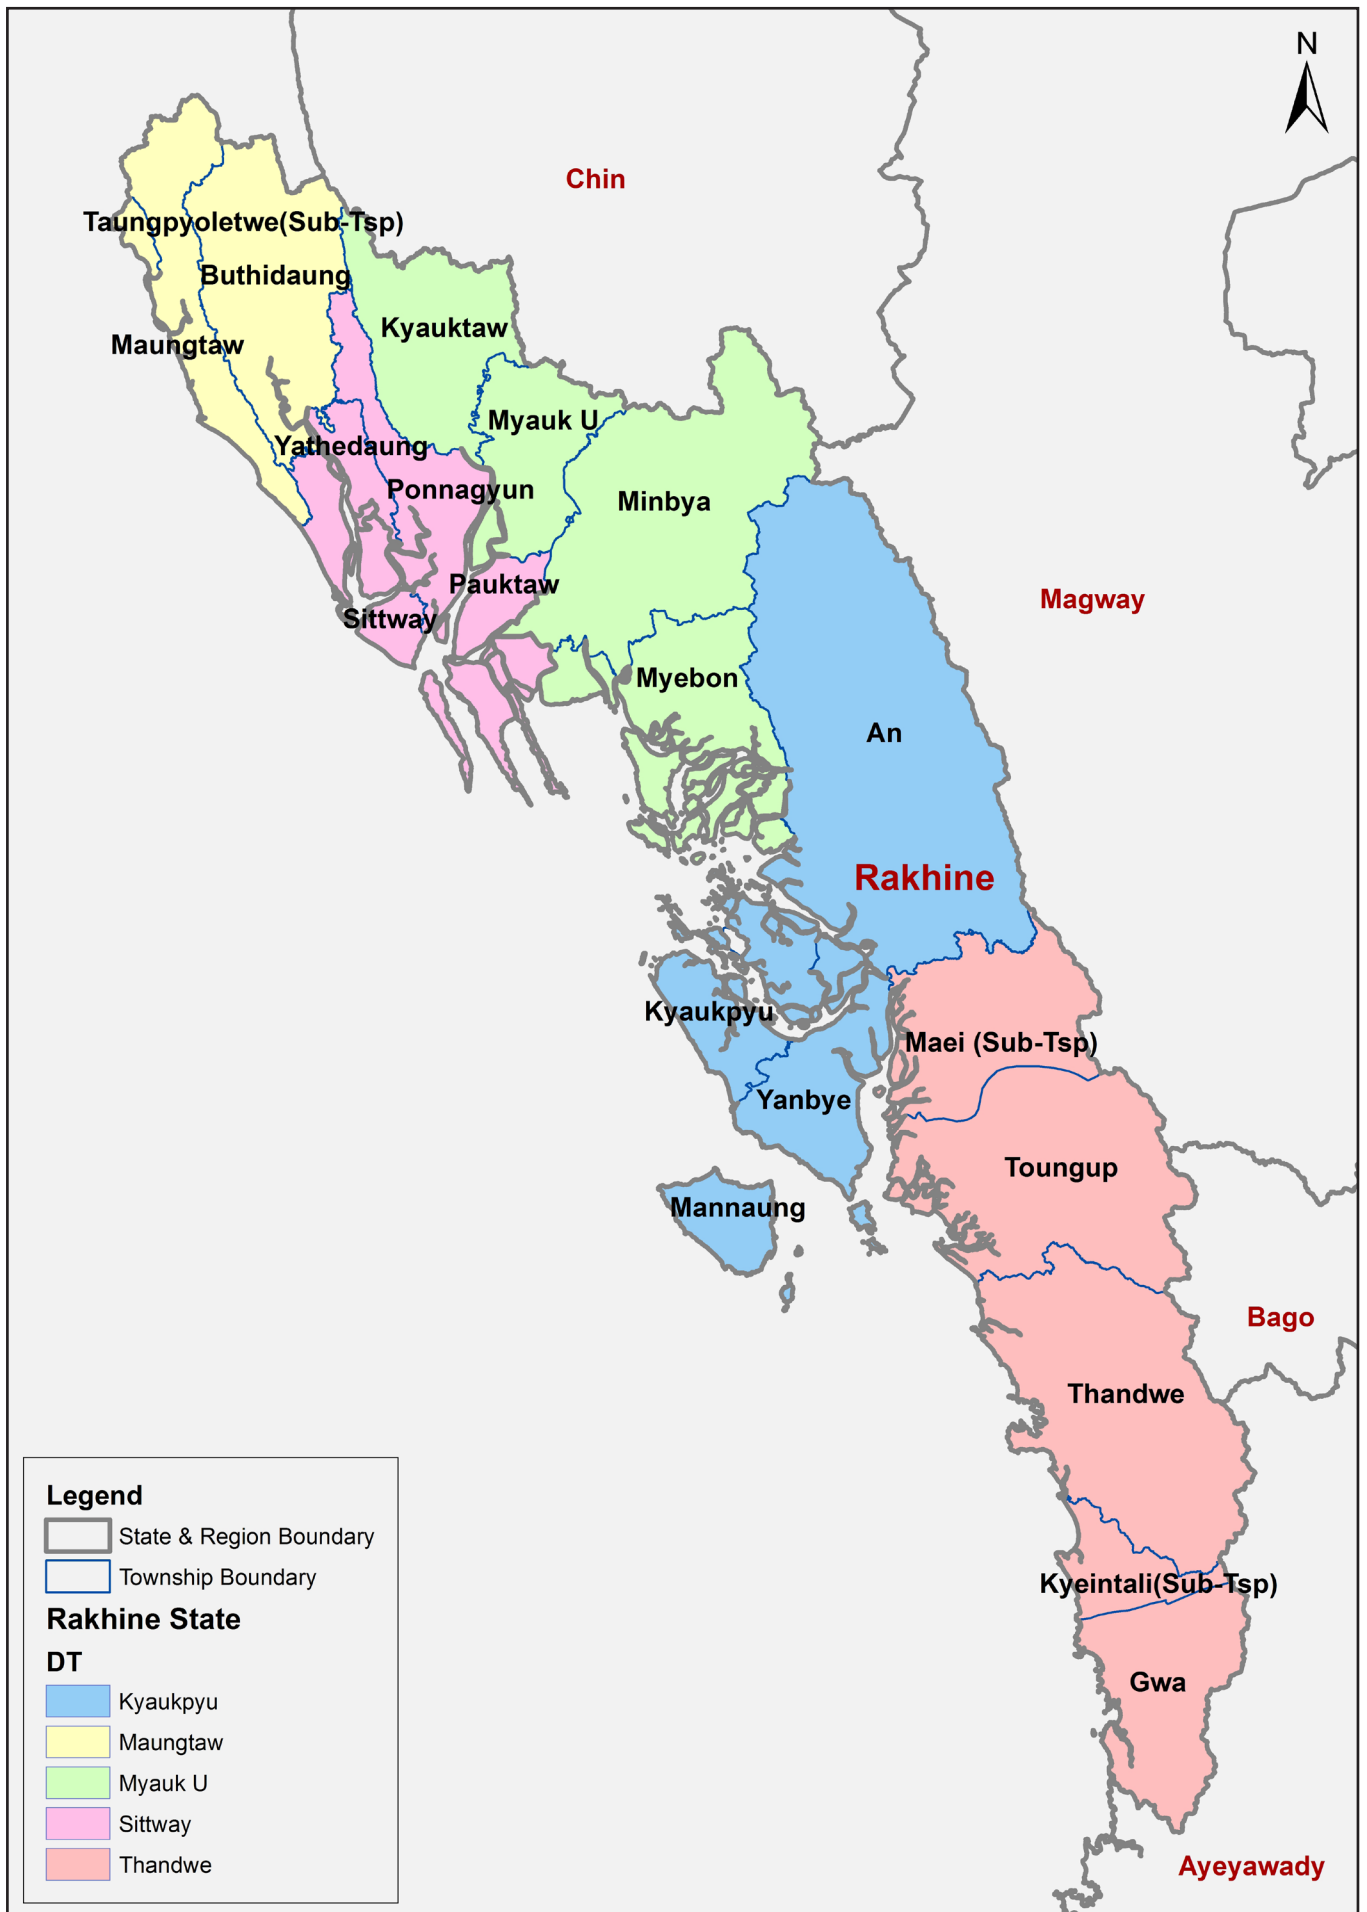 N
Chin
Taungpyoletwe(Sub-Tsp)
Buthidaung
Kyauktaw
Maungtaw
Myauk U
Yathedaung
Ponnagyun
Minbya
Pauktaw
Magway
Sittway
Myebon
An
Rakhine
Kyaukpyu
Maei (Sub-Tsp)
Yanbye
Toungup
Mannaung
Bago
Thandwe
Kyeintali(Sub-Tsp)
Gwa
Ayeyawady
Legend
State & Region Boundary
Township Boundary
Rakhine State
DT
Kyaukpyu
Maungtaw
Myauk U
Sittway
Thandwe